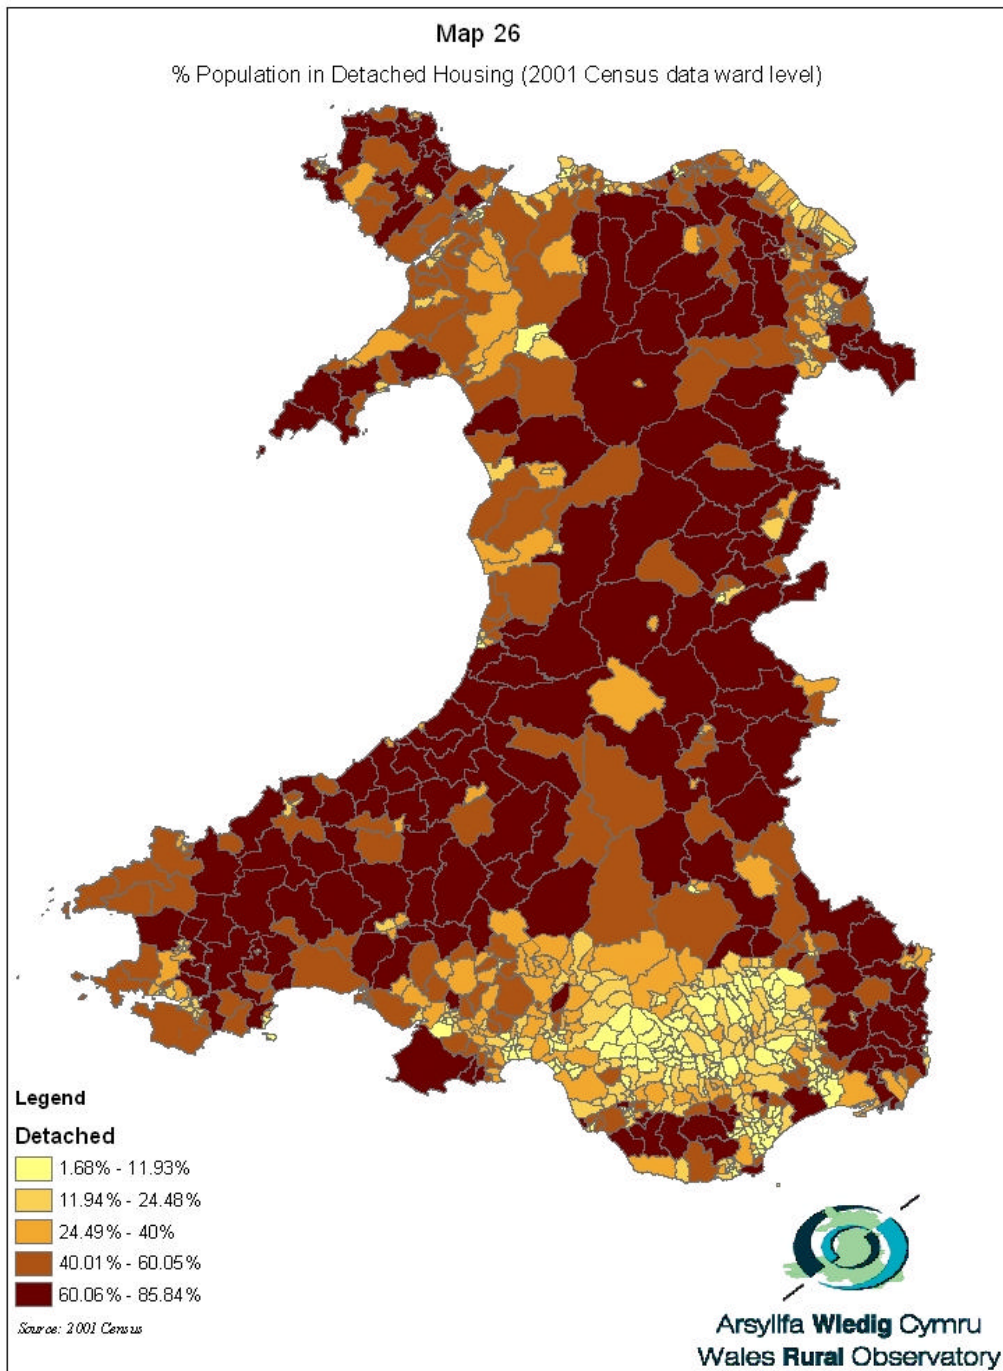 Map 26
% Population in Detached Housing (2001 Census data ward level)
Legend
Detached
1.68% - 11.93%
11.94% - 24.48%
24.49% - 40%
40.01% - 60.05%
60.06% - 85.84%
Source: 2001 Census
Arsyllfa Wledig Cymru
Wales Rural Observatory